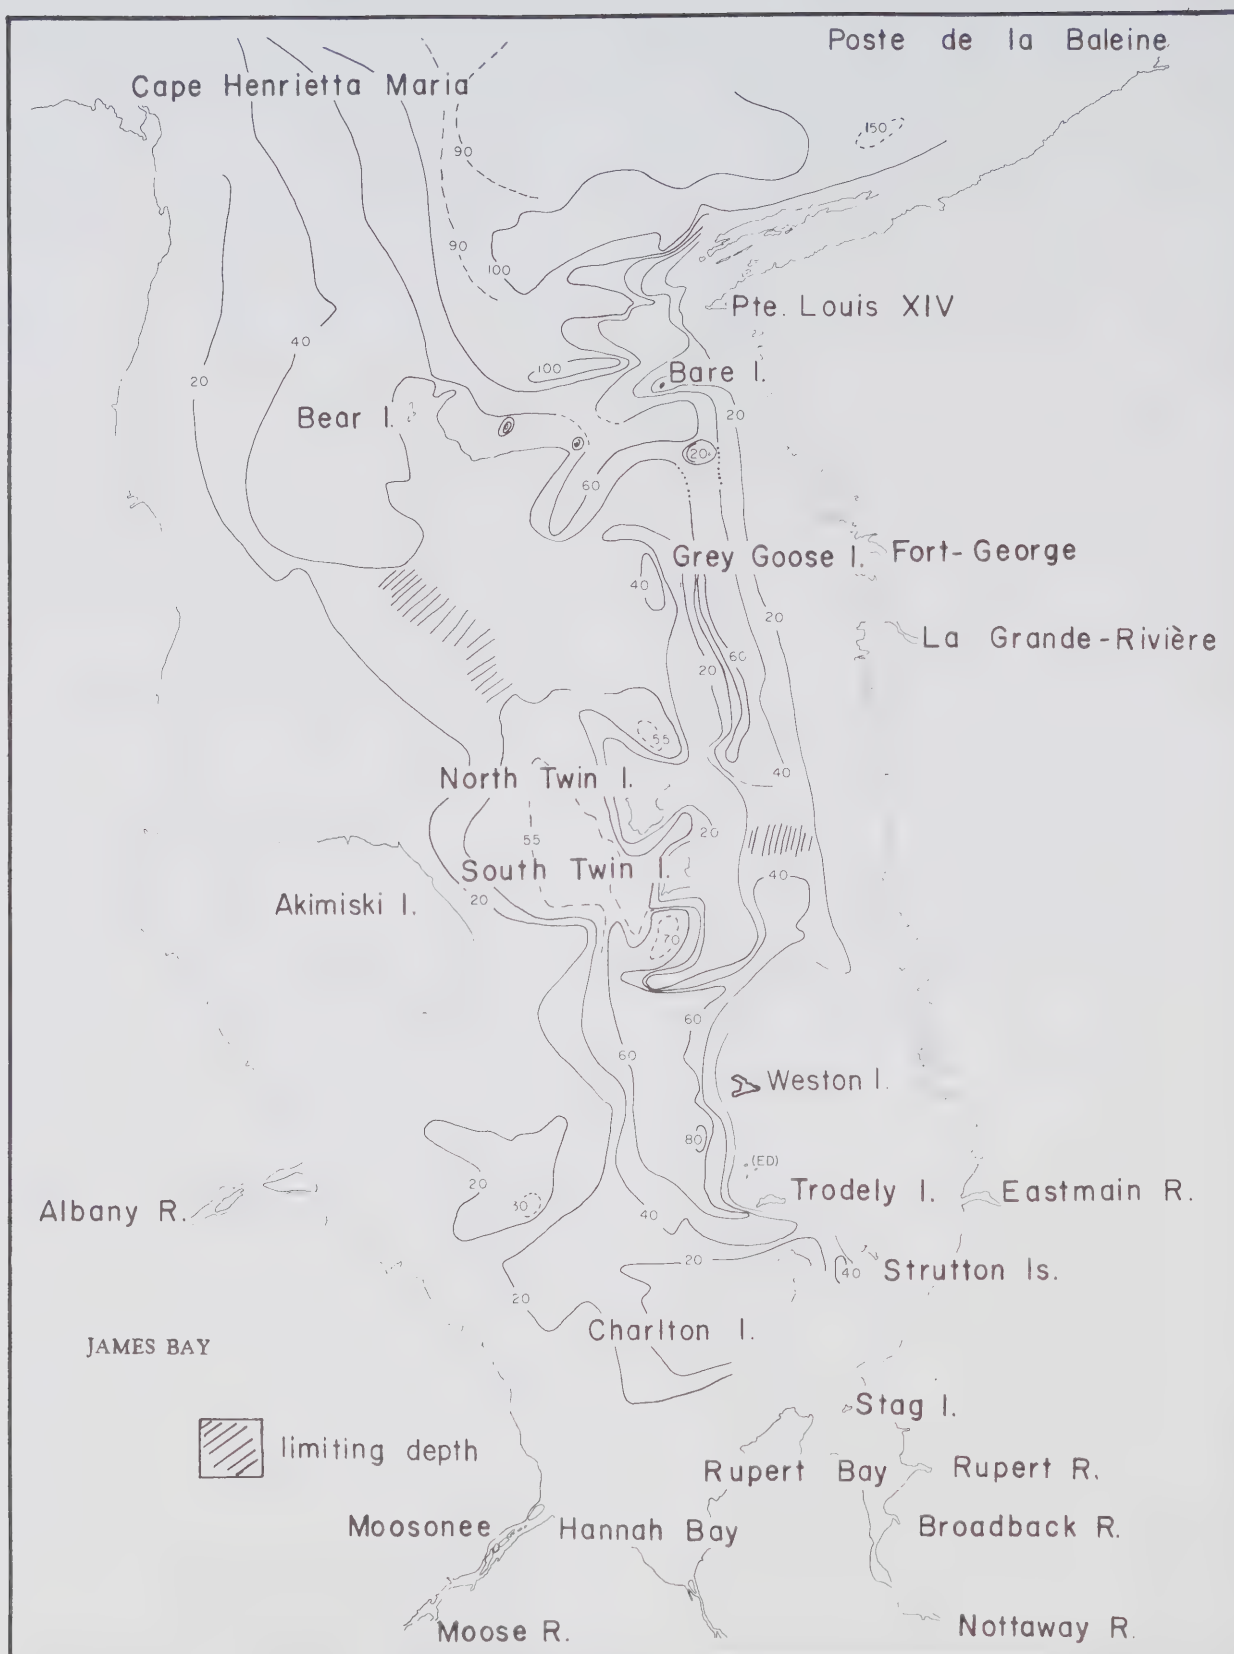 Poste de la Baleine
Cape Henrietta Maria
150
90
90
100
Pte. Louis XIV
40
100
Bare I.
20
Bear I.
20
20
60
Grey Goose I. Fort-George
40
20
La Grande-Rivière
60
20
55
40
North Twin I.
20
55
South Twin I.
40
20
Akimiski I.
70
60
60
Weston I.
80
(ED)
20
Trodely I.
Eastmain R.
30
Albany R.
40
20
40
Strutton Is.
20
Charlton I.
JAMES BAY
Stag I.
limiting depth
Rupert Bay
Rupert R.
Moosonee
Hannah Bay
Broadback R.
Moose R.
Nottaway R.